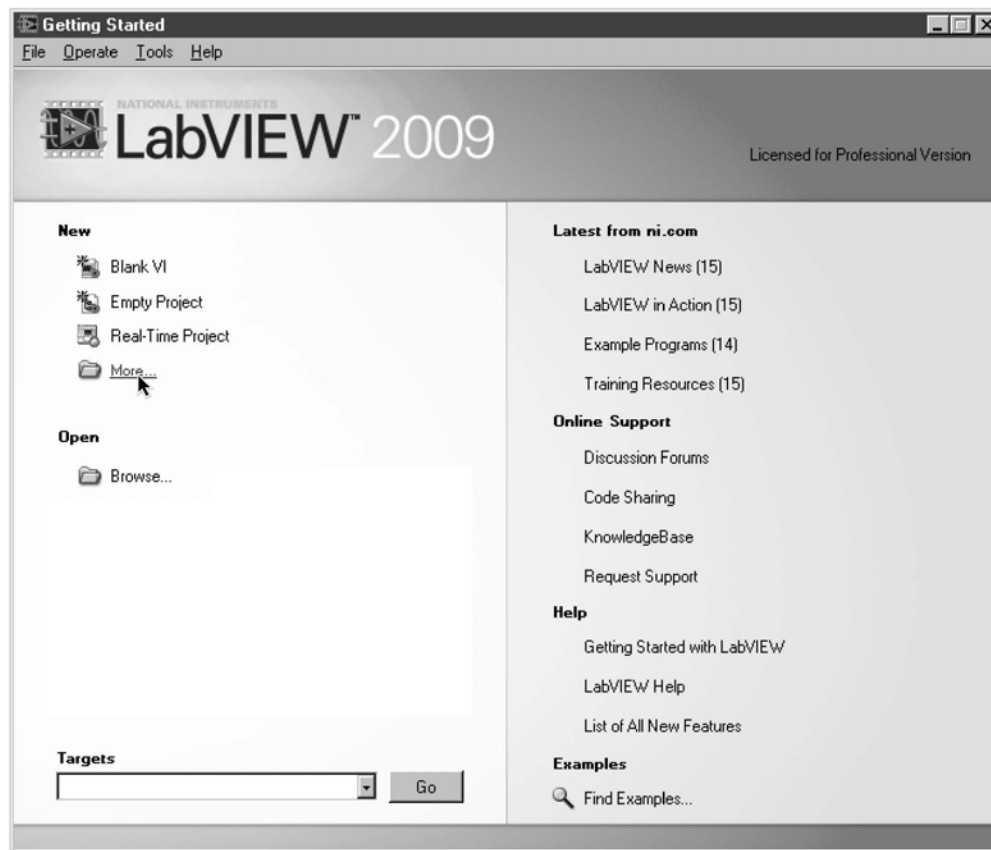 Getting Started
File Operate Tools Help
NATIONAL INSTRUMENTS
LabVIEW™ 2009
Licensed for Professional Version
New
Blank VI
Empty Project
Real-Time Project
More...
Open
Browse...
Targets
Go
Latest from ni.com
LabVIEW News (15)
LabVIEW in Action (15)
Example Programs (14)
Training Resources (15)
Online Support
Discussion Forums
Code Sharing
KnowledgeBase
Request Support
Help
Getting Started with LabVIEW
LabVIEW Help
List of All New Features
Examples
Find Examples...